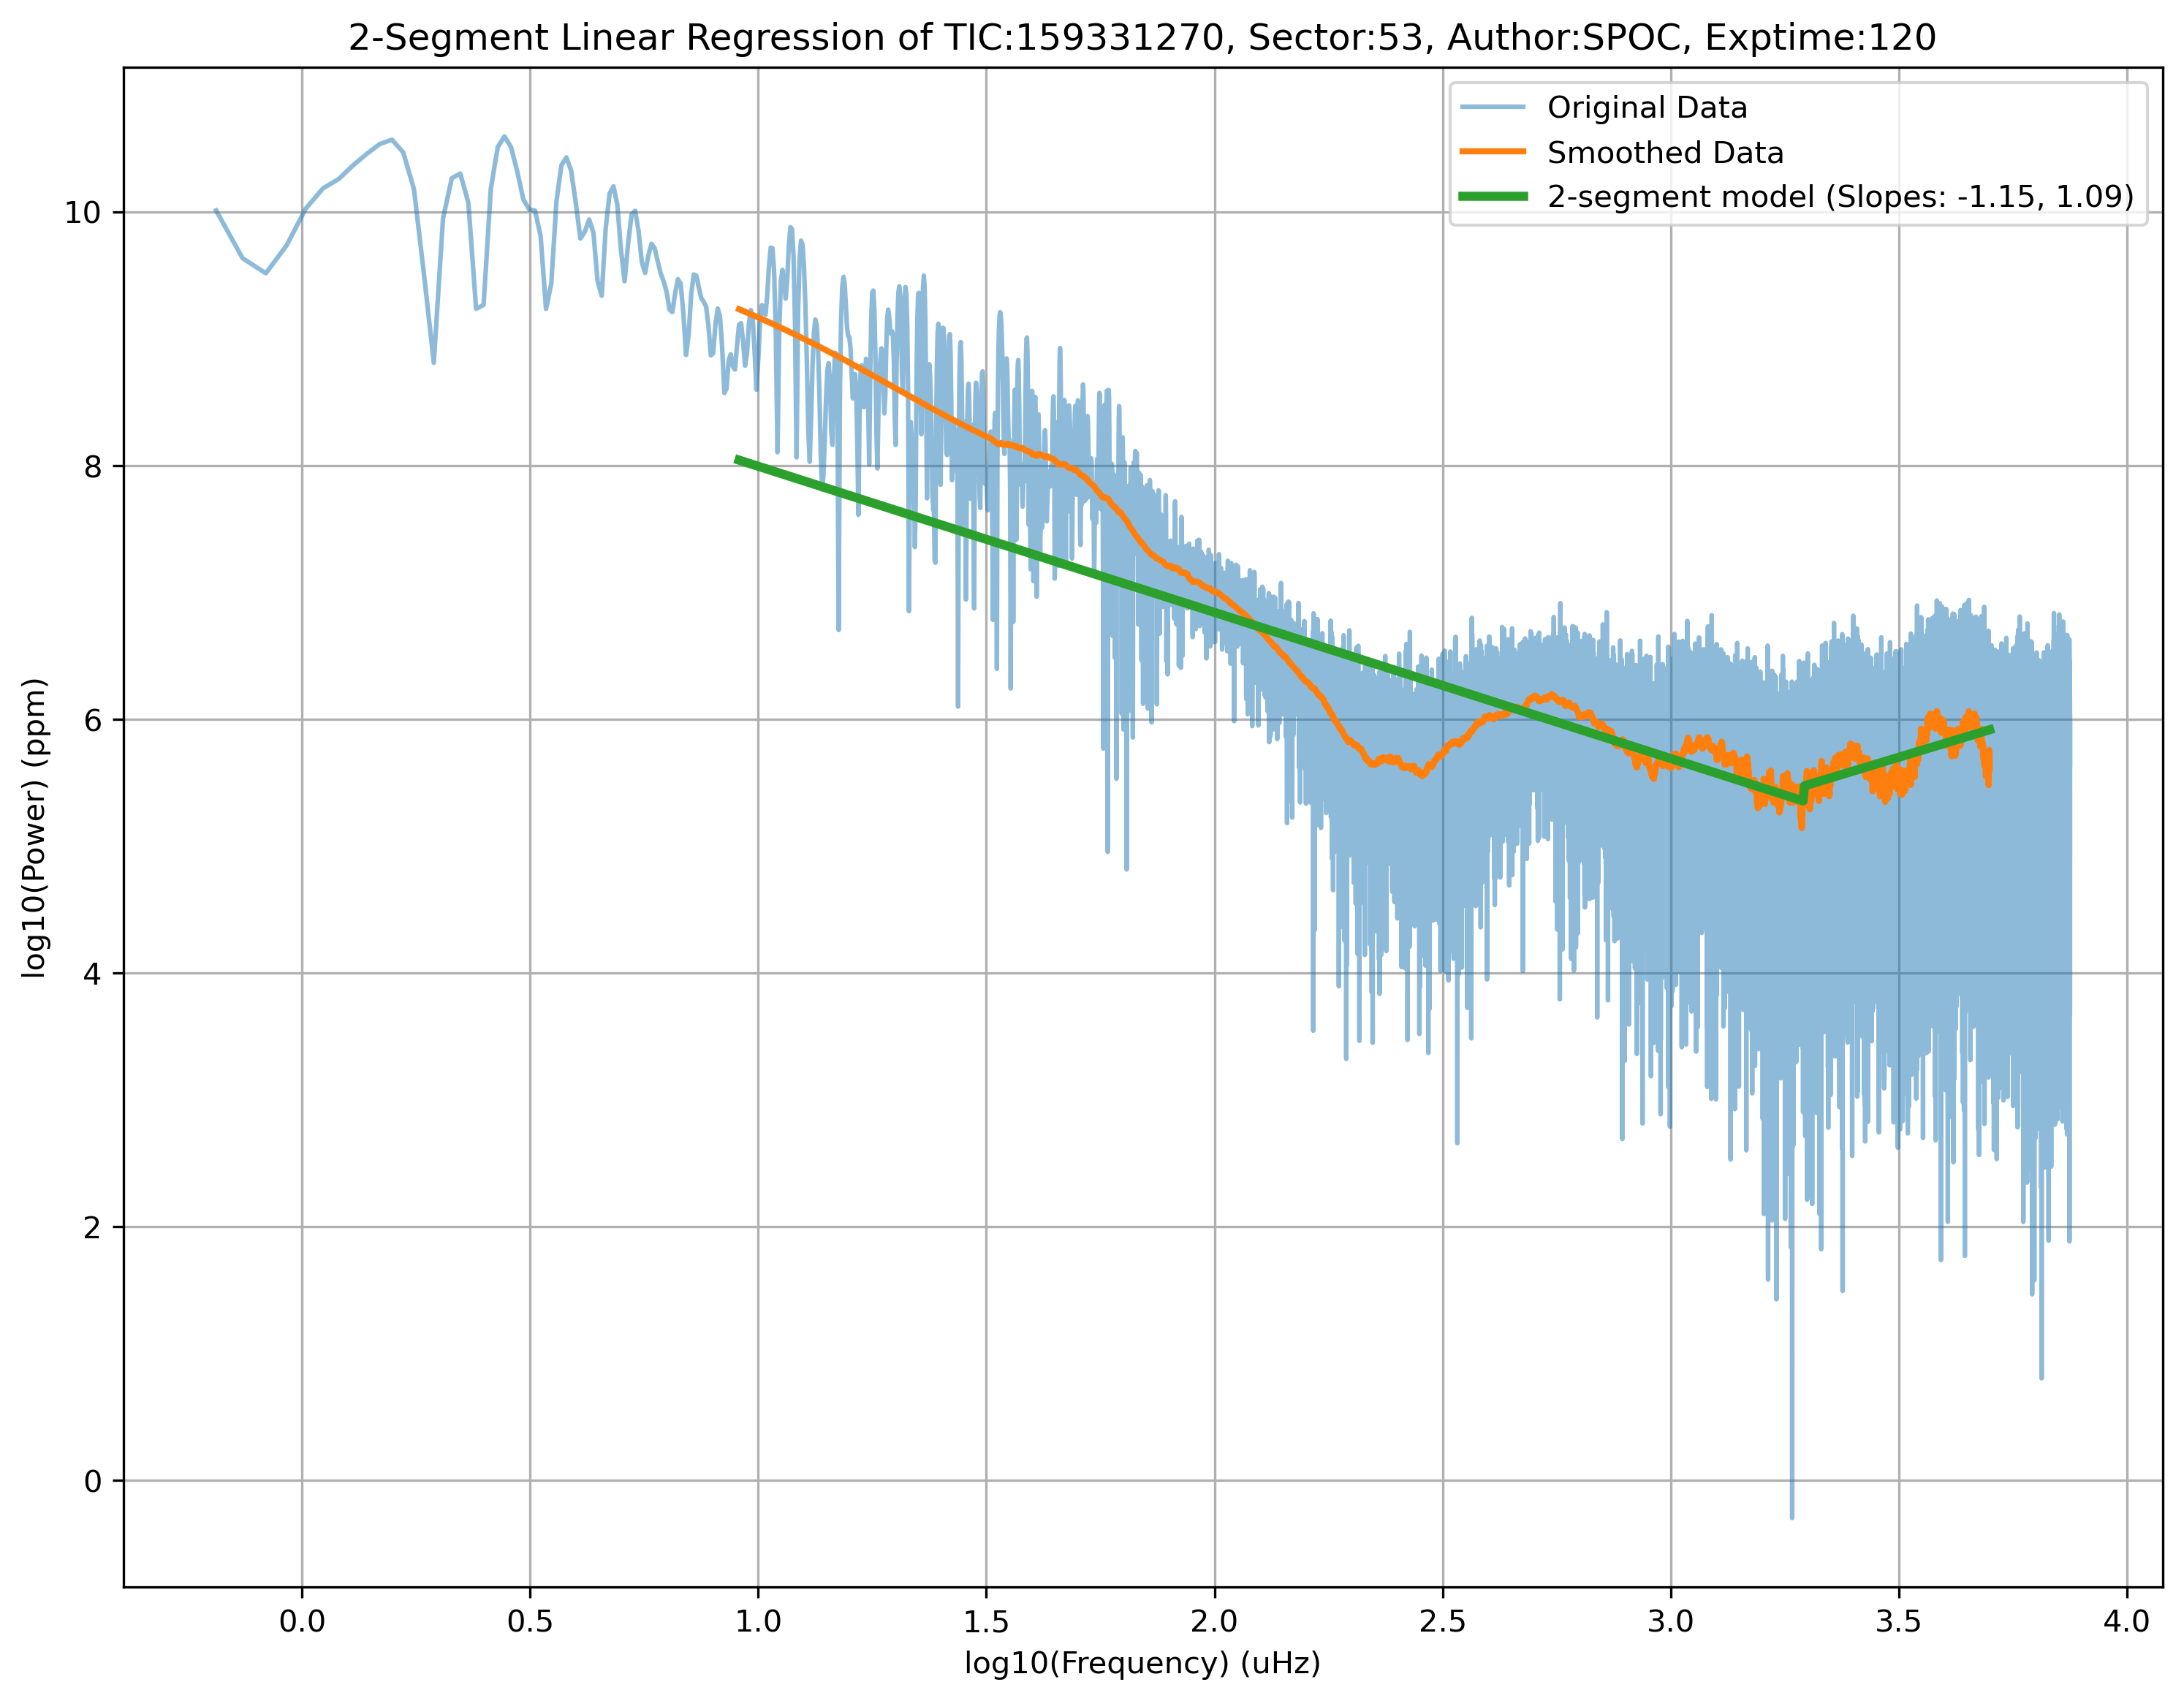 2-Segment Linear Regression of TIC:159331270, Sector:53, Author:SPOC, Exptime:120
Original Data
Smoothed Data
2-segment model (Slopes: -1.15, 1.09)
10
8
6
4
2
0
log10(Power) (ppm)
0.0 0.5 1.0 1.5 2.0 2.5 3.0 3.5 4.0
log10(Frequency) (uHz)